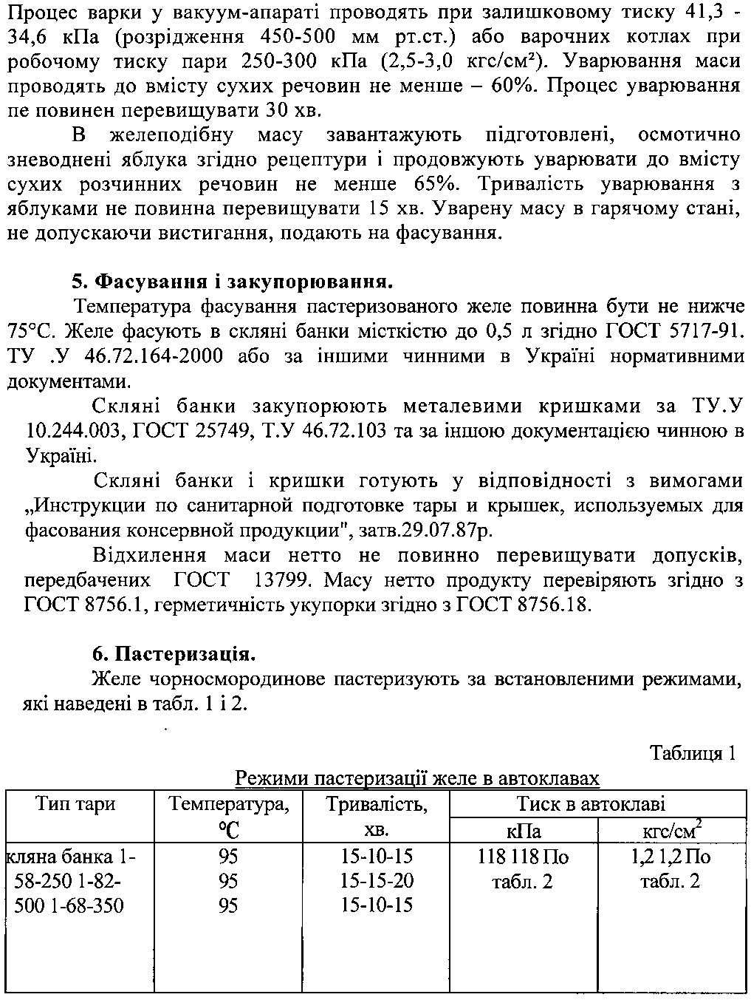 Процес варки у вакуум-апараті проводять при залишковому тиску 41,3 -
34,6 кПа (розрідження 450-500 мм рт.ст.) або варочних котлах при
робочому тиску пари 250-300 кПа (2,5-3,0 кгс/см²). Уварювання маси
проводять до вмісту сухих речовин не менше – 60%. Процес уварювання
пе повинен перевищувати 30 хв.
В желеподібну масу завантажують підготовлені, осмотично
зневоднені яблука згідно рецептури і продовжують уварювати до вмісту
сухих розчинних речовин не менше 65%. Тривалість уварювання з
яблуками не повинна перевищувати 15 хв. Уварену масу в гарячому стані,
не допускаючи вистигання, подають на фасування.
5. Фасування і закупорювання.
Температура фасування пастеризованого желе повинна бути не нижче
75°С. Желе фасують в скляні банки місткістю до 0,5 л згідно ГОСТ 5717-91.
ТУ .У 46.72.164-2000 або за іншими чинними в Україні нормативними
документами.
Скляні банки закупорюють металевими кришками за ТУ.У
10.244.003, ГОСТ 25749, Т.У 46.72.103 та за іншою документацією чинною в
Україні.
Скляні банки і кришки готують у відповідності з вимогами
„Инструкции по санитарной подготовке тары и крышек, используемых для
фасования консервной продукции", затв.29.07.87р.
Відхилення маси нетто не повинно перевищувати допусків,
передбачених ГОСТ 13799. Масу нетто продукту перевіряють згідно з
ГОСТ 8756.1, герметичність укупорки згідно з ГОСТ 8756.18.
6. Пастеризація.
Желе чорносмородинове пастеризують за встановленими режимами,
які наведені в табл. 1 і 2.
Таблиця 1
Режими пастеризації желе в автоклавах
Тип тари Температура, Тривалість, Тиск в автоклаві
°С хв. кПа кгс/см²
кляна банка 1- 95 15-10-15 118 118 По 1,2 1,2 По
58-250 1-82- 95 15-15-20 табл. 2 табл. 2
500 1-68-350 95 15-10-15